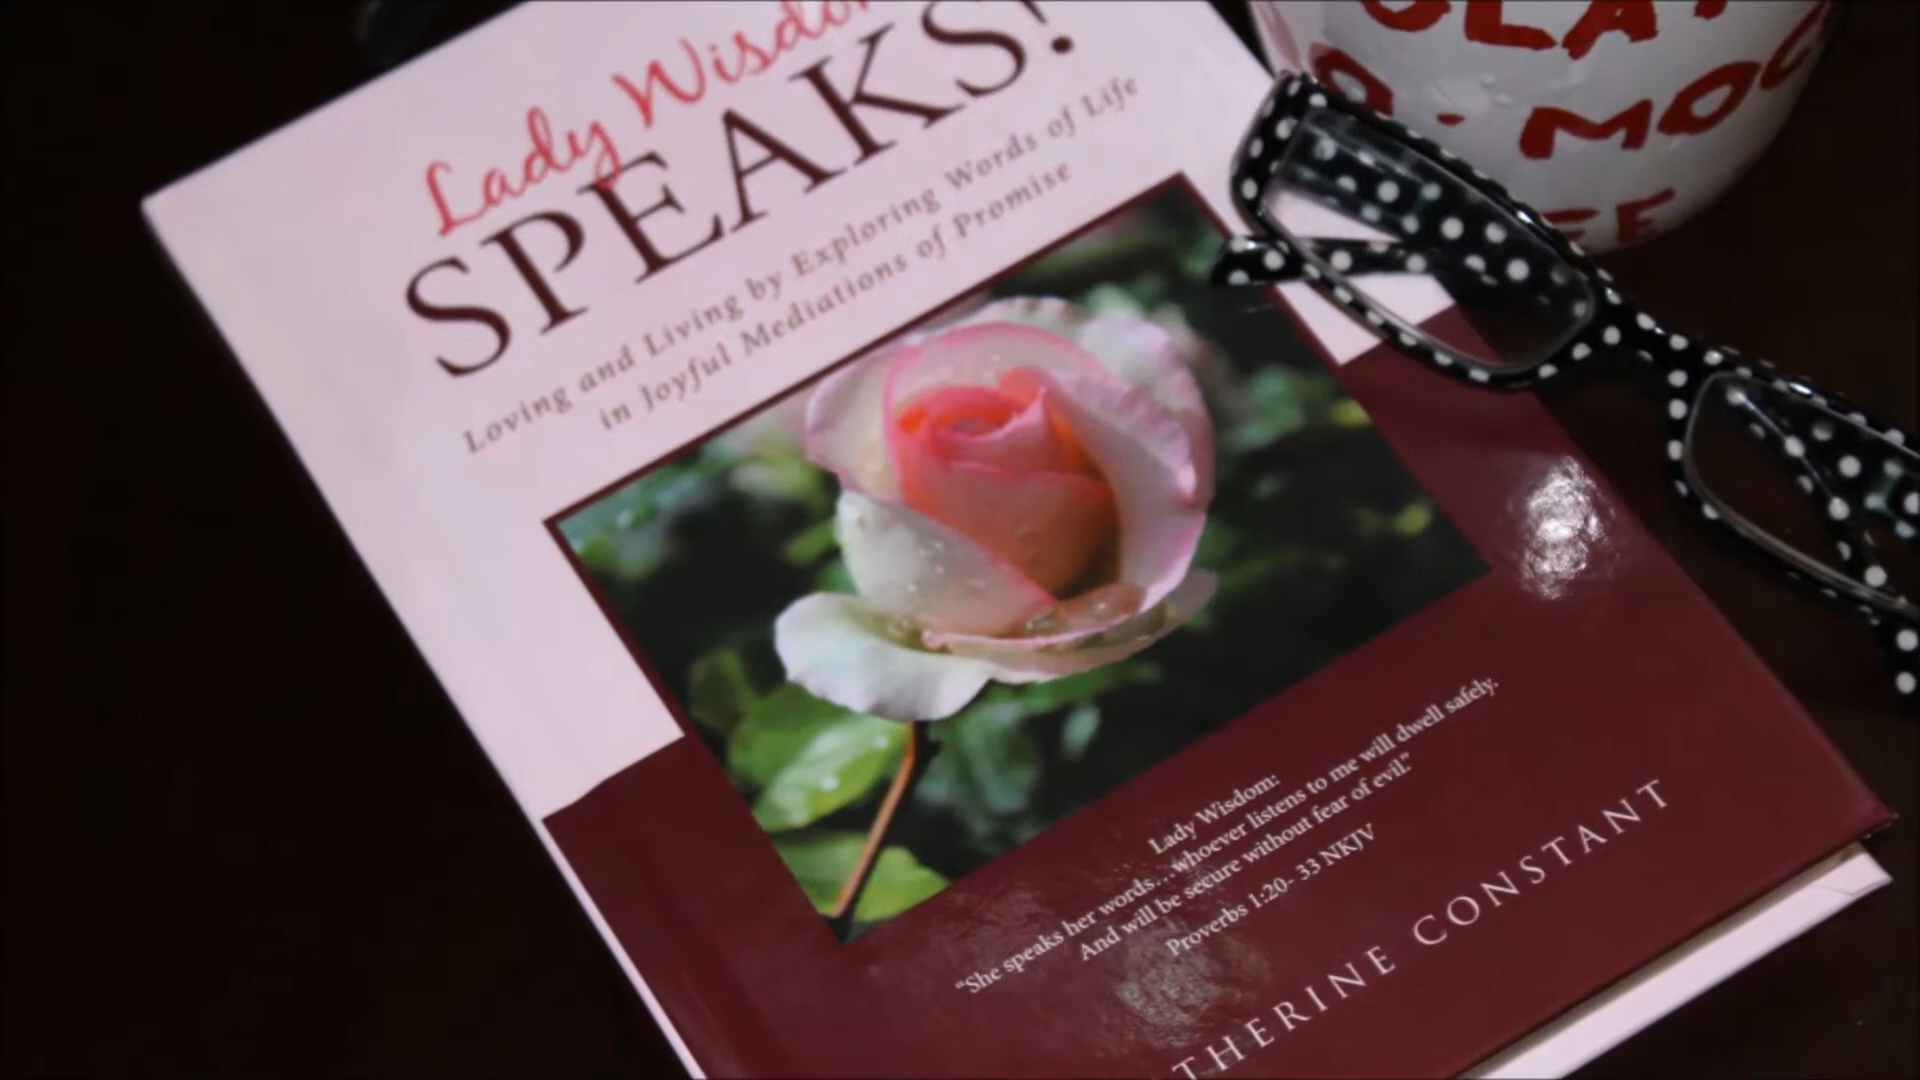 Lady Wisdom
SPEAKS!
Loving and Living by Exploring Words of Life
in Joyful Mediations of Promise
Lady Wisdom:
“She speaks her words…whoever listens to me will dwell safely.
And will be secure without fear of evil.”
Proverbs 1:20- 33 NKJV
THERINE CONSTANT
MOC